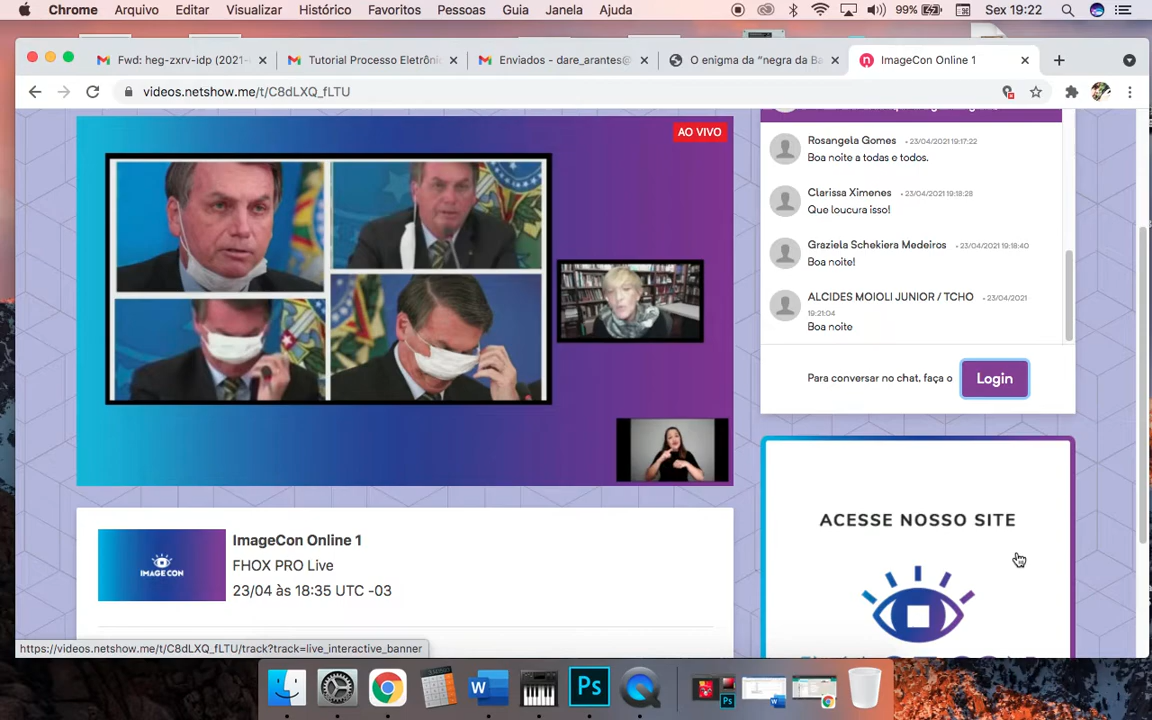 Chrome Arquivo Editar Visualizar Histórico Favoritos Pessoas Guia Janela Ajuda 99% Sex 19:22
Fwd: heg-zxrv-idp (2021- Tutorial Processo Eletrôni Enviados - dare_arantes@ O enigma da “negra da Ba ImageCon Online 1
videos.netshow.me/t/C8dLXQ_fLTU
AO VIVO
Rosangela Gomes • 23/04/2021 19:17:22
Boa noite a todas e todos.
Clarissa Ximenes • 23/04/2021 19:18:28
Que loucura isso!
Graziela Schekiera Medeiros • 23/04/2021 19:18:40
Boa noite!
ALCIDES MOIOLI JUNIOR / TCHO • 23/04/2021
19:21:04
Boa noite
Para conversar no chat, faça o Login
ACESSE NOSSO SITE
IMAGE CON
ImageCon Online 1
FHOX PRO Live
23/04 às 18:35 UTC -03
https://videos.netshow.me/t/C8dLXQ_fLTU/track?track=live_interactive_banner
W
Ps